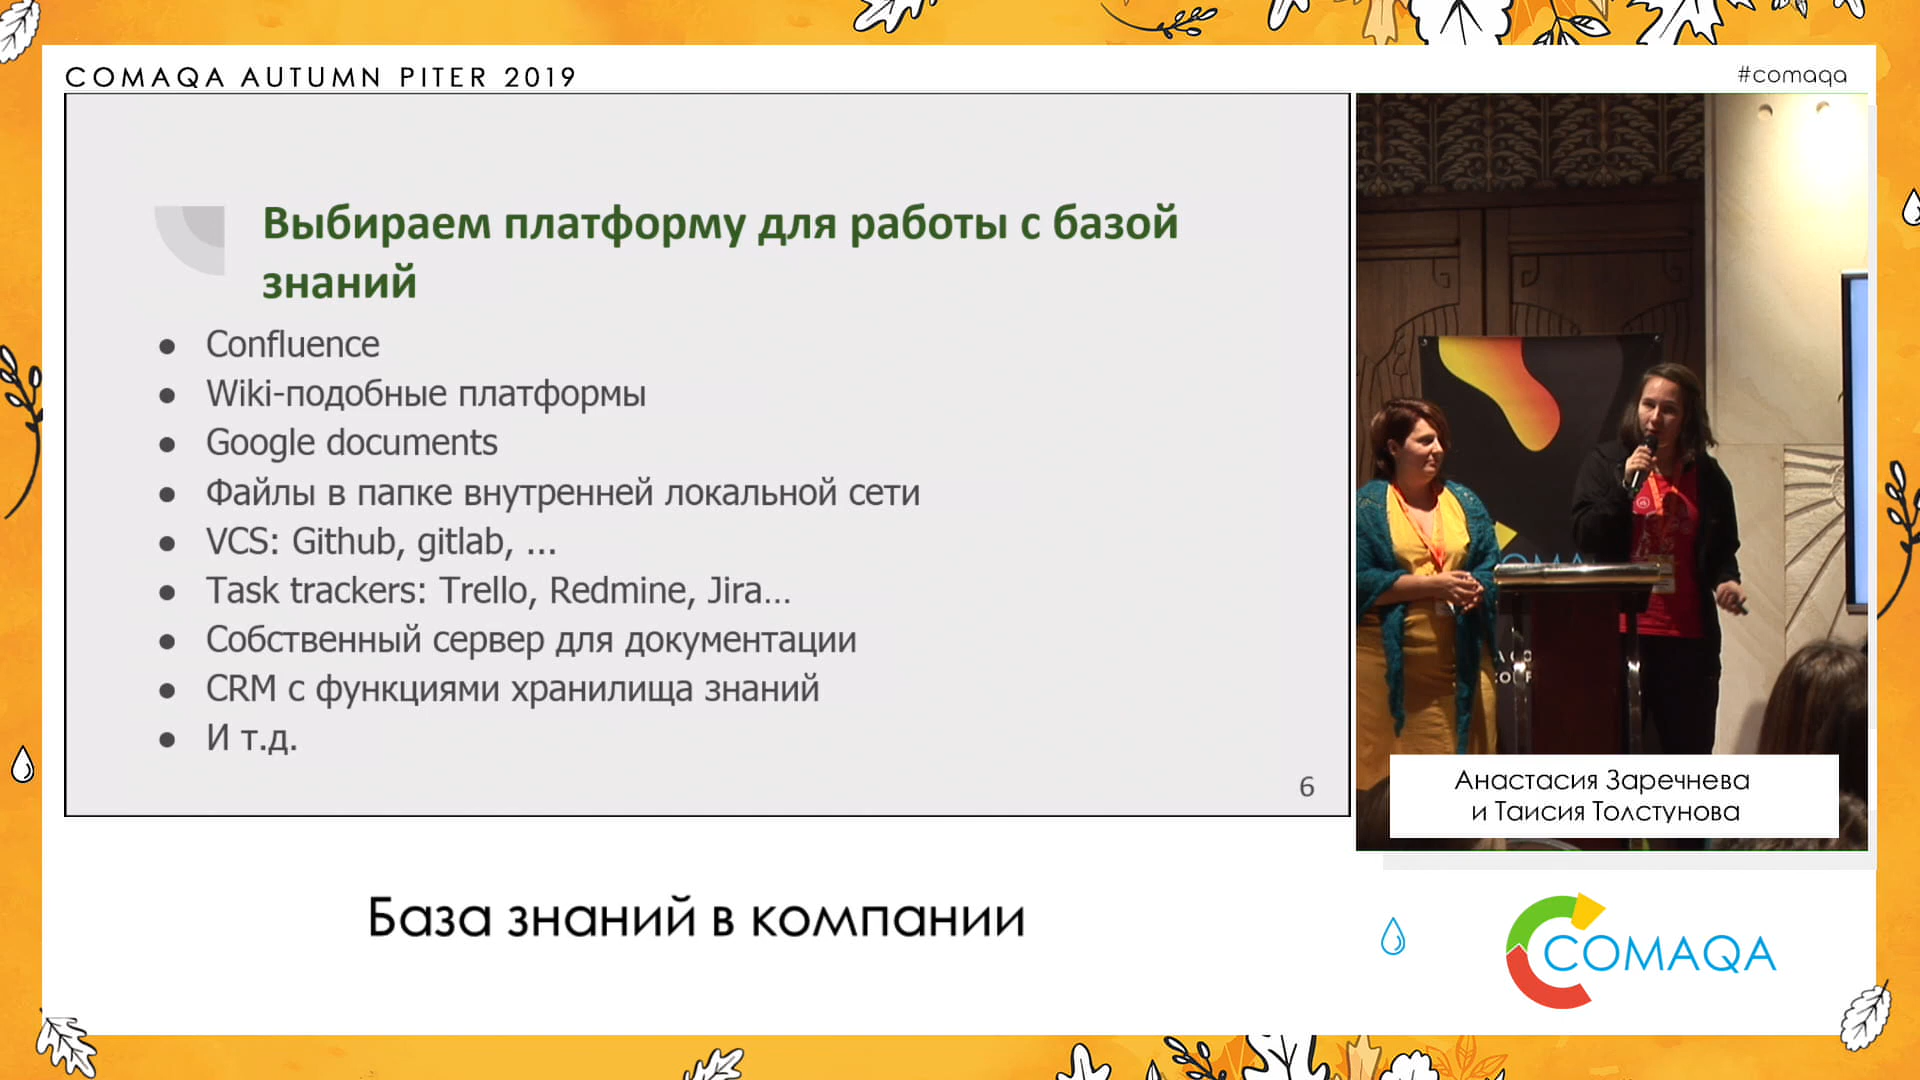 COMAQA AUTUMN PITER 2019
#comaqa
Выбираем платформу для работы с базой
знаний
● Confluence
● Wiki-подобные платформы
● Google documents
● Файлы в папке внутренней локальной сети
● VCS: Github, gitlab, ...
● Task trackers: Trello, Redmine, Jira...
● Собственный сервер для документации
● CRM с функциями хранилища знаний
● И т.д.
6
Анастасия Заречнева
и Таисия Толстунова
База знаний в компании
COMAQA